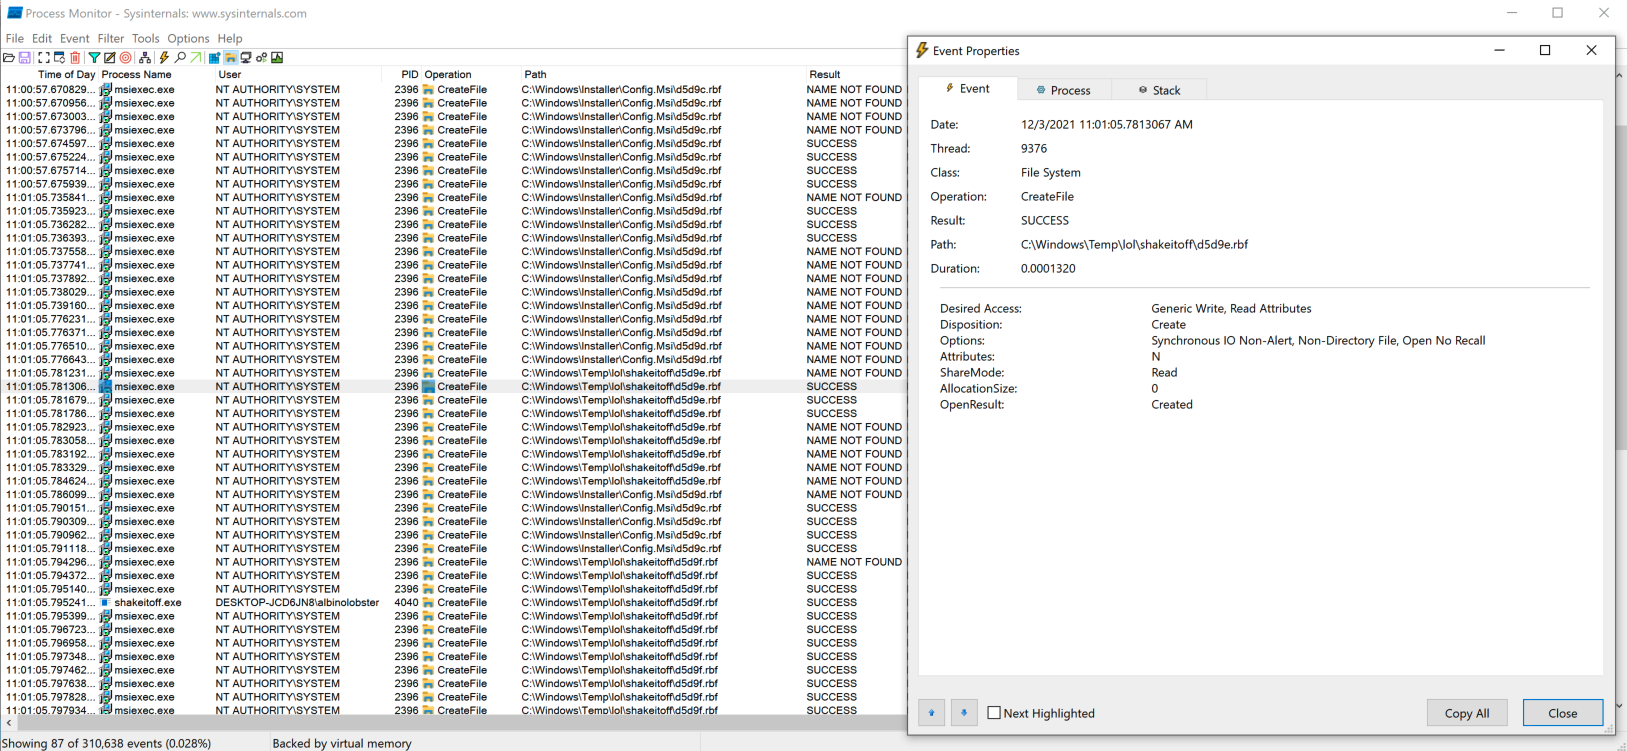 Process Monitor - Sysinternals: www.sysinternals.com
File Edit Event Filter Tools Options Help
Time of Day Process Name User PID Operation Path Result
11:00:57.670829... msiexec.exe NT AUTHORITY\SYSTEM 2396 CreateFile C:\Windows\Installer\Config.Msi\d5d9c.rbf NAME NOT FOUND
11:00:57.670956... msiexec.exe NT AUTHORITY\SYSTEM 2396 CreateFile C:\Windows\Installer\Config.Msi\d5d9c.rbf NAME NOT FOUND
11:00:57.673003... msiexec.exe NT AUTHORITY\SYSTEM 2396 CreateFile C:\Windows\Installer\Config.Msi\d5d9c.rbf NAME NOT FOUND
11:00:57.673796... msiexec.exe NT AUTHORITY\SYSTEM 2396 CreateFile C:\Windows\Installer\Config.Msi\d5d9c.rbf NAME NOT FOUND
11:00:57.674597... msiexec.exe NT AUTHORITY\SYSTEM 2396 CreateFile C:\Windows\Installer\Config.Msi\d5d9c.rbf SUCCESS
11:00:57.675224... msiexec.exe NT AUTHORITY\SYSTEM 2396 CreateFile C:\Windows\Installer\Config.Msi\d5d9c.rbf SUCCESS
11:00:57.675714... msiexec.exe NT AUTHORITY\SYSTEM 2396 CreateFile C:\Windows\Installer\Config.Msi\d5d9c.rbf SUCCESS
11:00:57.675939... msiexec.exe NT AUTHORITY\SYSTEM 2396 CreateFile C:\Windows\Installer\Config.Msi\d5d9c.rbf SUCCESS
11:01:05.735841... msiexec.exe NT AUTHORITY\SYSTEM 2396 CreateFile C:\Windows\Installer\Config.Msi\d5d9d.rbf NAME NOT FOUND
11:01:05.735923... msiexec.exe NT AUTHORITY\SYSTEM 2396 CreateFile C:\Windows\Installer\Config.Msi\d5d9d.rbf SUCCESS
11:01:05.736282... msiexec.exe NT AUTHORITY\SYSTEM 2396 CreateFile C:\Windows\Installer\Config.Msi\d5d9d.rbf SUCCESS
11:01:05.736393... msiexec.exe NT AUTHORITY\SYSTEM 2396 CreateFile C:\Windows\Installer\Config.Msi\d5d9d.rbf SUCCESS
11:01:05.737558... msiexec.exe NT AUTHORITY\SYSTEM 2396 CreateFile C:\Windows\Installer\Config.Msi\d5d9d.rbf NAME NOT FOUND
11:01:05.737741... msiexec.exe NT AUTHORITY\SYSTEM 2396 CreateFile C:\Windows\Installer\Config.Msi\d5d9d.rbf NAME NOT FOUND
11:01:05.737892... msiexec.exe NT AUTHORITY\SYSTEM 2396 CreateFile C:\Windows\Installer\Config.Msi\d5d9d.rbf NAME NOT FOUND
11:01:05.738029... msiexec.exe NT AUTHORITY\SYSTEM 2396 CreateFile C:\Windows\Installer\Config.Msi\d5d9d.rbf NAME NOT FOUND
11:01:05.739160... msiexec.exe NT AUTHORITY\SYSTEM 2396 CreateFile C:\Windows\Installer\Config.Msi\d5d9d.rbf NAME NOT FOUND
11:01:05.776231... msiexec.exe NT AUTHORITY\SYSTEM 2396 CreateFile C:\Windows\Installer\Config.Msi\d5d9d.rbf NAME NOT FOUND
11:01:05.776371... msiexec.exe NT AUTHORITY\SYSTEM 2396 CreateFile C:\Windows\Installer\Config.Msi\d5d9d.rbf NAME NOT FOUND
11:01:05.776510... msiexec.exe NT AUTHORITY\SYSTEM 2396 CreateFile C:\Windows\Installer\Config.Msi\d5d9d.rbf NAME NOT FOUND
11:01:05.776643... msiexec.exe NT AUTHORITY\SYSTEM 2396 CreateFile C:\Windows\Installer\Config.Msi\d5d9d.rbf NAME NOT FOUND
11:01:05.781231... msiexec.exe NT AUTHORITY\SYSTEM 2396 CreateFile C:\Windows\Temp\lol\shakeitoff\d5d9e.rbf NAME NOT FOUND
11:01:05.781306... msiexec.exe NT AUTHORITY\SYSTEM 2396 CreateFile C:\Windows\Temp\lol\shakeitoff\d5d9e.rbf SUCCESS
11:01:05.781679... msiexec.exe NT AUTHORITY\SYSTEM 2396 CreateFile C:\Windows\Temp\lol\shakeitoff\d5d9e.rbf SUCCESS
11:01:05.781786... msiexec.exe NT AUTHORITY\SYSTEM 2396 CreateFile C:\Windows\Temp\lol\shakeitoff\d5d9e.rbf SUCCESS
11:01:05.782923... msiexec.exe NT AUTHORITY\SYSTEM 2396 CreateFile C:\Windows\Temp\lol\shakeitoff\d5d9e.rbf NAME NOT FOUND
11:01:05.783058... msiexec.exe NT AUTHORITY\SYSTEM 2396 CreateFile C:\Windows\Temp\lol\shakeitoff\d5d9e.rbf NAME NOT FOUND
11:01:05.783192... msiexec.exe NT AUTHORITY\SYSTEM 2396 CreateFile C:\Windows\Temp\lol\shakeitoff\d5d9e.rbf NAME NOT FOUND
11:01:05.783329... msiexec.exe NT AUTHORITY\SYSTEM 2396 CreateFile C:\Windows\Temp\lol\shakeitoff\d5d9e.rbf NAME NOT FOUND
11:01:05.784624... msiexec.exe NT AUTHORITY\SYSTEM 2396 CreateFile C:\Windows\Temp\lol\shakeitoff\d5d9e.rbf NAME NOT FOUND
11:01:05.786099... msiexec.exe NT AUTHORITY\SYSTEM 2396 CreateFile C:\Windows\Installer\Config.Msi\d5d9d.rbf NAME NOT FOUND
11:01:05.790151... msiexec.exe NT AUTHORITY\SYSTEM 2396 CreateFile C:\Windows\Installer\Config.Msi\d5d9c.rbf SUCCESS
11:01:05.790309... msiexec.exe NT AUTHORITY\SYSTEM 2396 CreateFile C:\Windows\Installer\Config.Msi\d5d9c.rbf SUCCESS
11:01:05.790962... msiexec.exe NT AUTHORITY\SYSTEM 2396 CreateFile C:\Windows\Installer\Config.Msi\d5d9c.rbf SUCCESS
11:01:05.791118... msiexec.exe NT AUTHORITY\SYSTEM 2396 CreateFile C:\Windows\Installer\Config.Msi\d5d9c.rbf SUCCESS
11:01:05.794296... msiexec.exe NT AUTHORITY\SYSTEM 2396 CreateFile C:\Windows\Temp\lol\shakeitoff\d5d9f.rbf NAME NOT FOUND
11:01:05.794372... msiexec.exe NT AUTHORITY\SYSTEM 2396 CreateFile C:\Windows\Temp\lol\shakeitoff\d5d9f.rbf SUCCESS
11:01:05.795140... msiexec.exe NT AUTHORITY\SYSTEM 2396 CreateFile C:\Windows\Temp\lol\shakeitoff\d5d9f.rbf SUCCESS
11:01:05.795241... shakeitoff.exe DESKTOP-JCD6JN8\albinolobster 4040 CreateFile C:\Windows\Temp\lol\shakeitoff\d5d9f.rbf SUCCESS
11:01:05.795399... msiexec.exe NT AUTHORITY\SYSTEM 2396 CreateFile C:\Windows\Temp\lol\shakeitoff\d5d9f.rbf SUCCESS
11:01:05.796723... msiexec.exe NT AUTHORITY\SYSTEM 2396 CreateFile C:\Windows\Temp\lol\shakeitoff\d5d9f.rbf SUCCESS
11:01:05.796958... msiexec.exe NT AUTHORITY\SYSTEM 2396 CreateFile C:\Windows\Temp\lol\shakeitoff\d5d9f.rbf SUCCESS
11:01:05.797348... msiexec.exe NT AUTHORITY\SYSTEM 2396 CreateFile C:\Windows\Temp\lol\shakeitoff\d5d9f.rbf SUCCESS
11:01:05.797462... msiexec.exe NT AUTHORITY\SYSTEM 2396 CreateFile C:\Windows\Temp\lol\shakeitoff\d5d9f.rbf SUCCESS
11:01:05.797638... msiexec.exe NT AUTHORITY\SYSTEM 2396 CreateFile C:\Windows\Temp\lol\shakeitoff\d5d9f.rbf SUCCESS
11:01:05.797828... msiexec.exe NT AUTHORITY\SYSTEM 2396 CreateFile C:\Windows\Temp\lol\shakeitoff\d5d9f.rbf SUCCESS
11:01:05.797934... msiexec.exe NT AUTHORITY\SYSTEM 2396 CreateFile C:\Windows\Temp\lol\shakeitoff\d5d9f.rbf SUCCESS
Showing 87 of 310,638 events (0.028%) Backed by virtual memory
Event Properties
Event Process Stack
Date: 12/3/2021 11:01:05.7813067 AM
Thread: 9376
Class: File System
Operation: CreateFile
Result: SUCCESS
Path: C:\Windows\Temp\lol\shakeitoff\d5d9e.rbf
Duration: 0.0001320
Desired Access: Generic Write, Read Attributes
Disposition: Create
Options: Synchronous IO Non-Alert, Non-Directory File, Open No Recall
Attributes: N
ShareMode: Read
AllocationSize: 0
OpenResult: Created
Next Highlighted Copy All Close